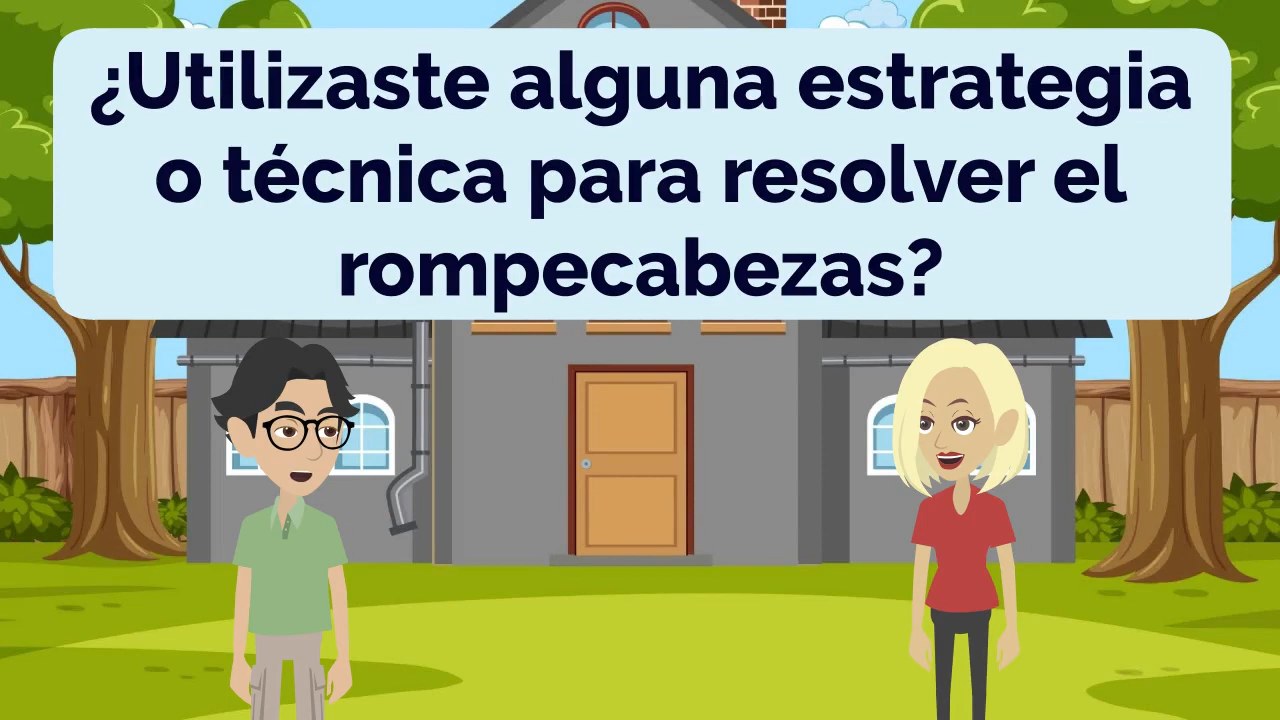 ¿Utilizaste alguna estrategia
o técnica para resolver el
rompecabezas?